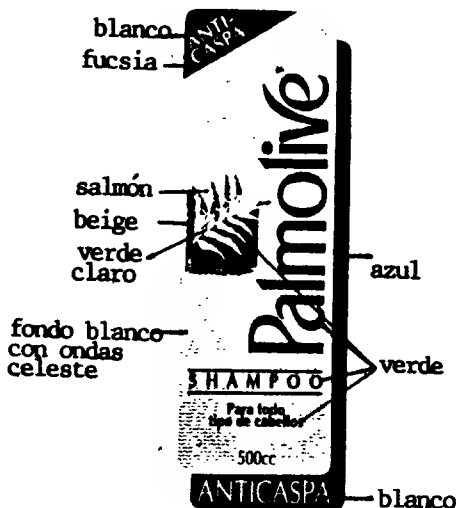 blanco
fucsia
ANTI-
CASPA
Palmolive
salmón
beige
verde
claro
azul
fondo blanco
con ondas
celeste
verde
SHAMPOO
Para todo
tipo de cabellos
500cc
ANTICASPA
blanco